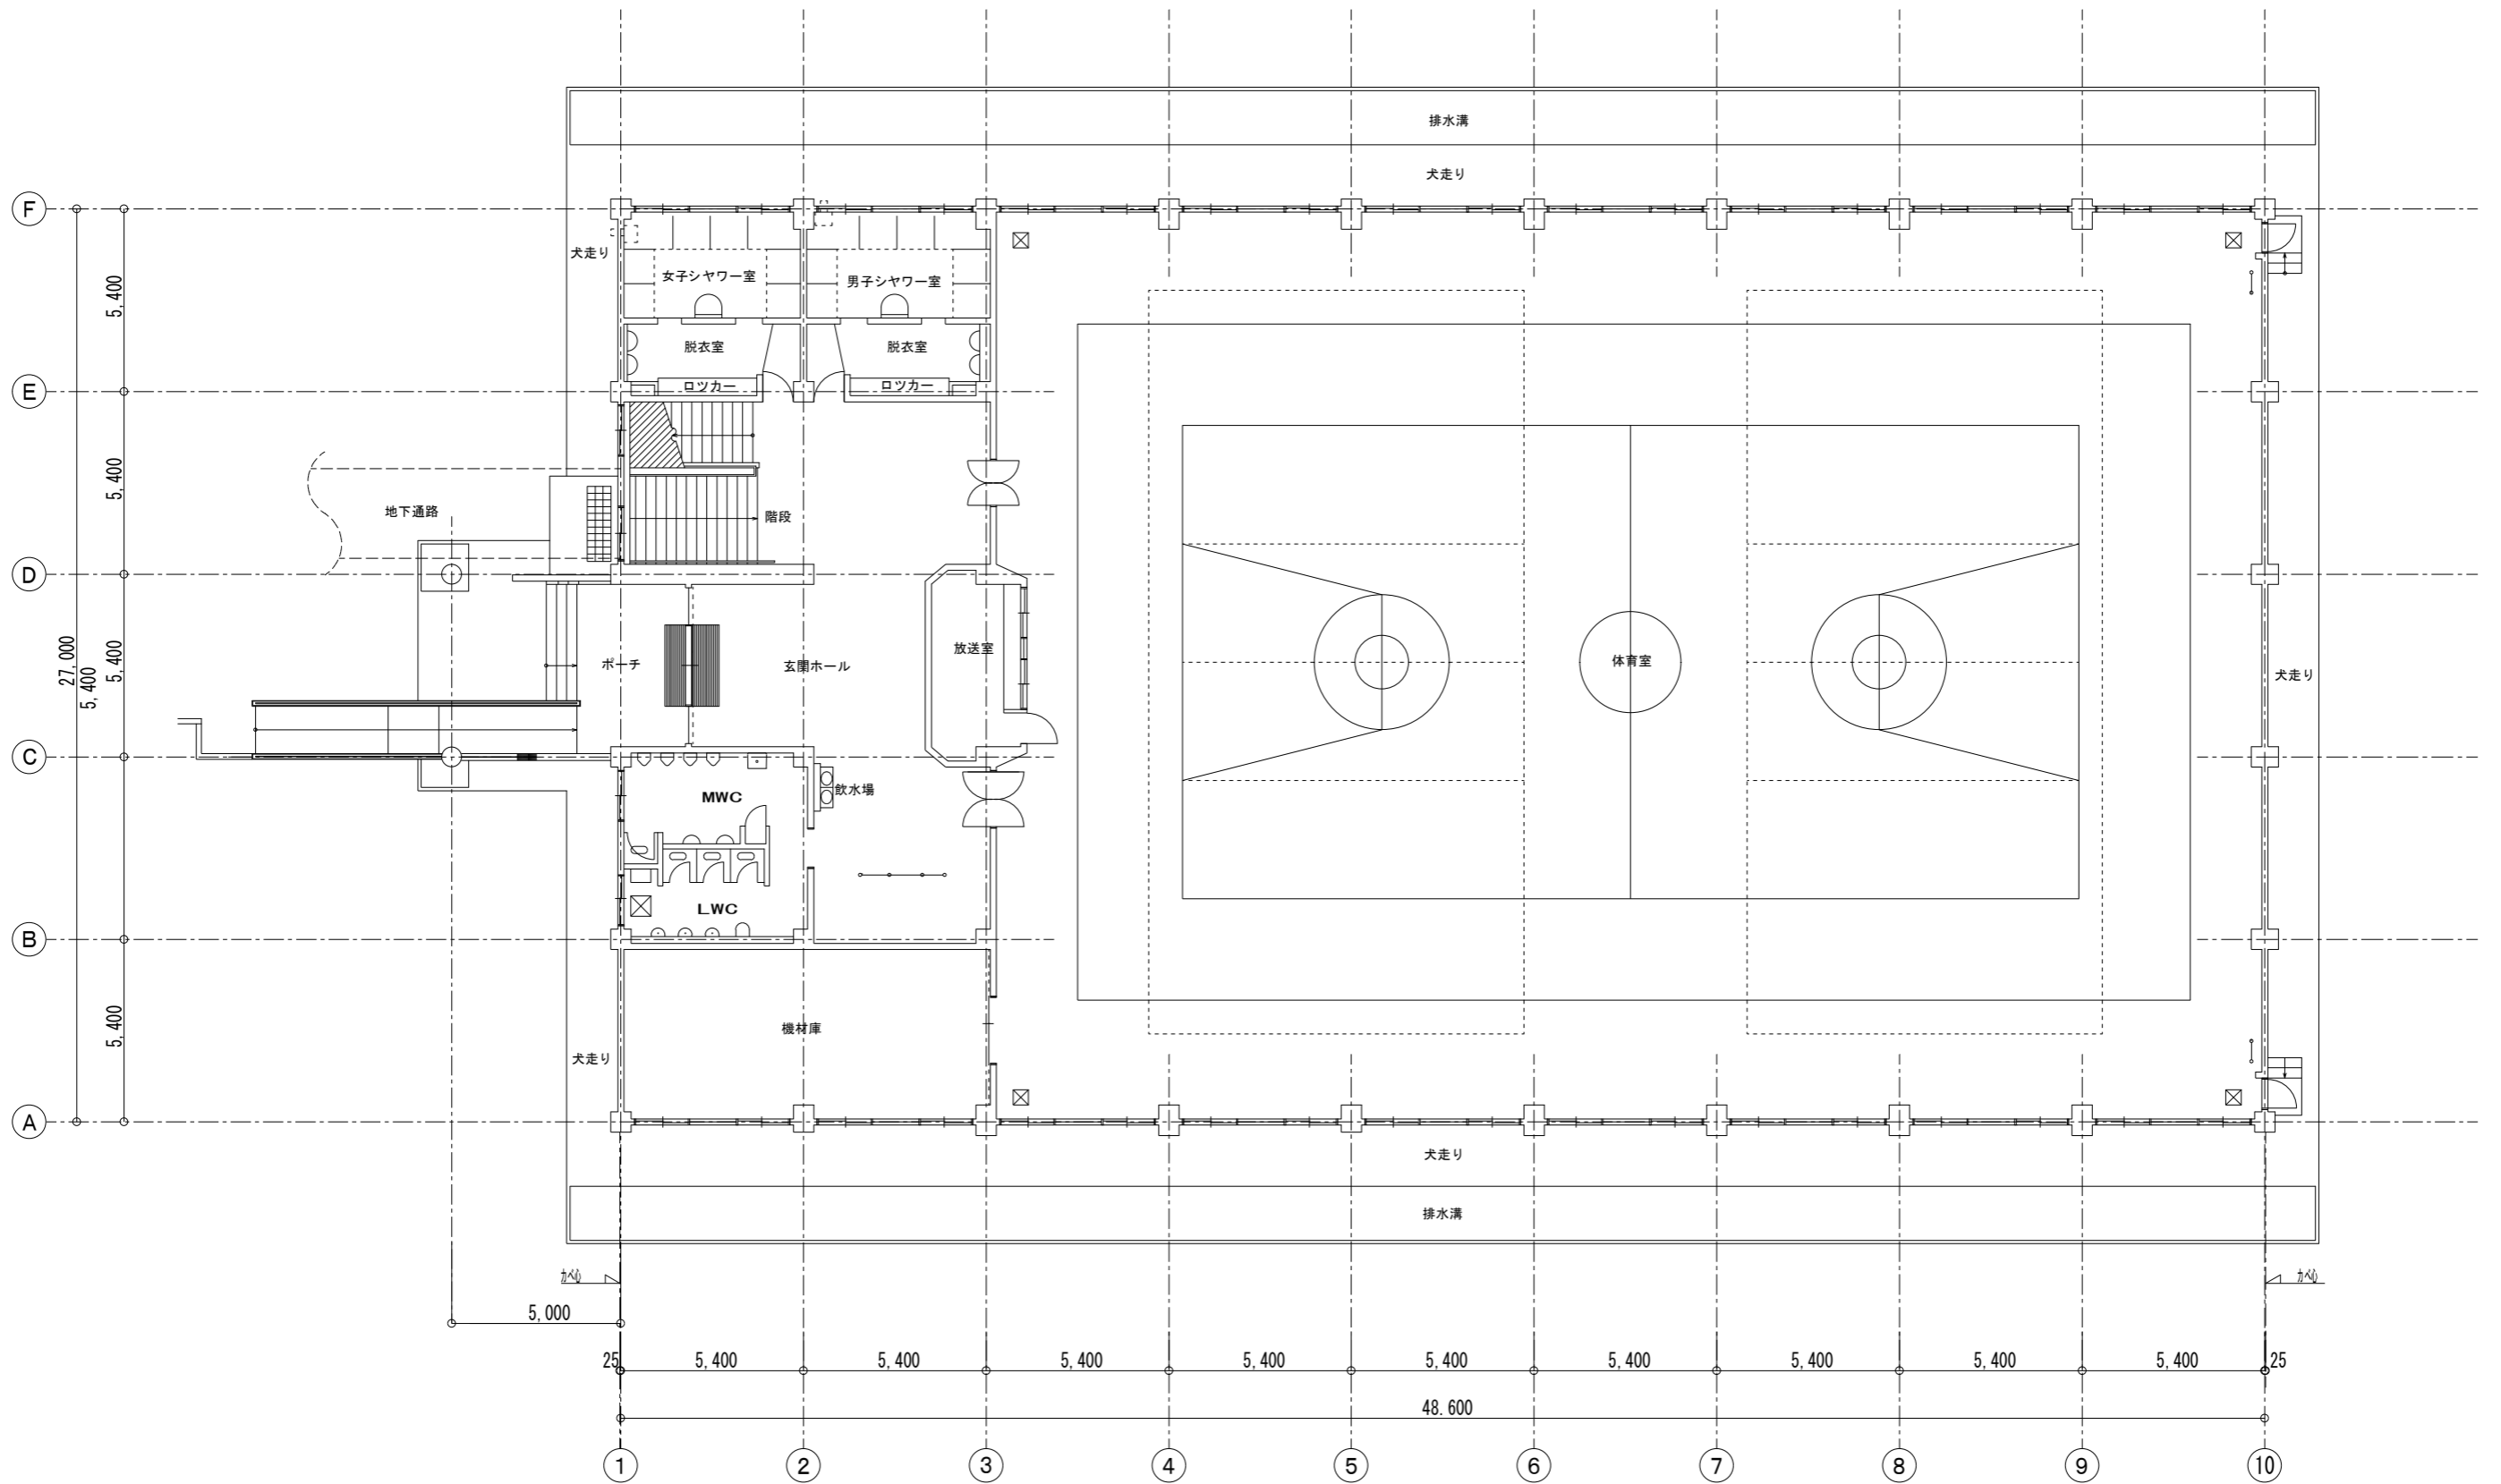 排水溝
犬走り
F
犬走り
女子シヤワー室
男子シヤワー室
5,400
脱衣室
脱衣室
E
ロツカー
ロツカー
5,400
地下通路
階段
D
27,000
5,400
5,400
ポーチ
玄関ホール
放送室
体育室
犬走り
C
MWC
飲水場
LWC
B
5,400
機材庫
犬走り
A
犬走り
排水溝
カベ心
カベ心
5,000
25
5,400
5,400
5,400
5,400
5,400
5,400
5,400
5,400
5,400
25
48.600
1
2
3
4
5
6
7
8
9
10